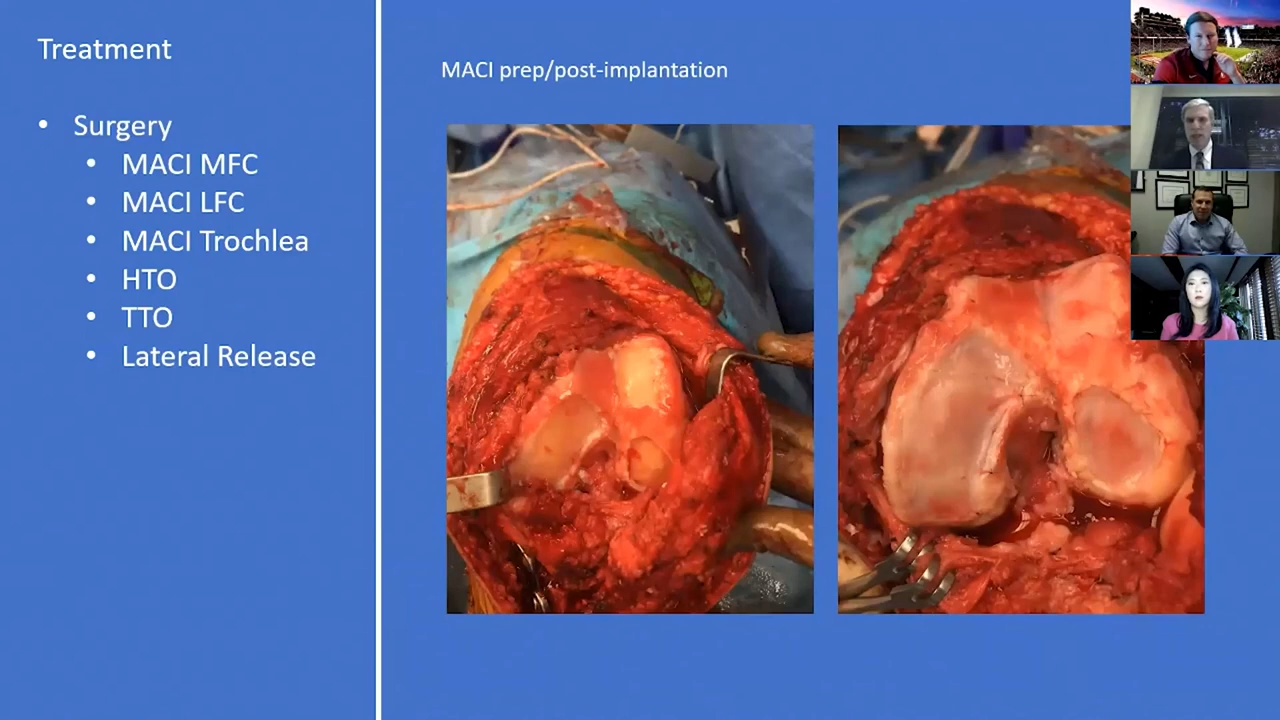 Treatment
• Surgery
• MACI MFC
• MACI LFC
• MACI Trochlea
• HTO
• TTO
• Lateral Release
MACI prep/post-implantation